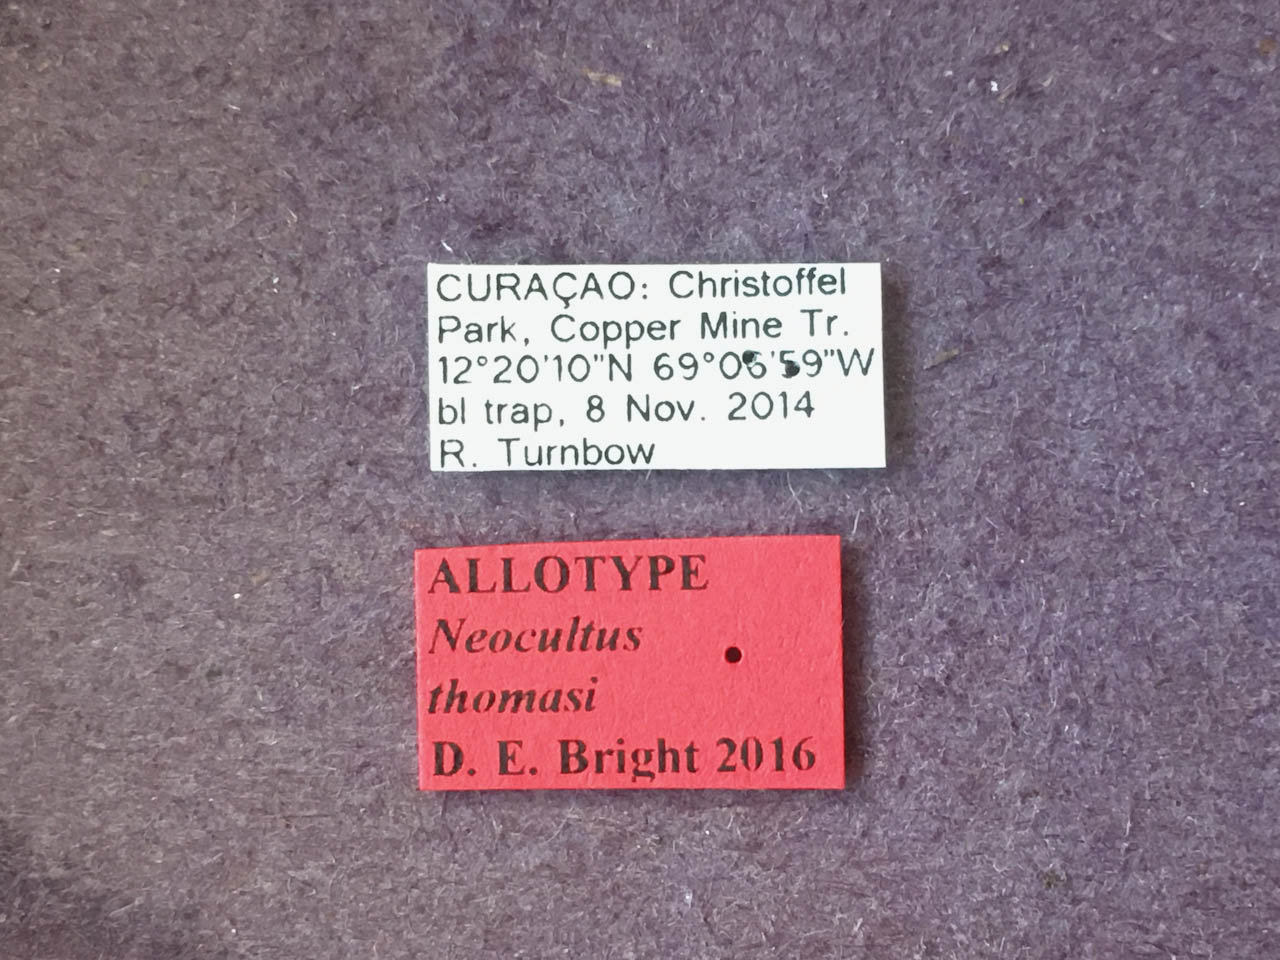 CURAÇAO: Christoffel
Park, Copper Mine Tr.
12°20'10"N 69°06'59"W
bl trap, 8 Nov. 2014
R. Turnbow
ALLOTYPE
Neocultus
thomasi
D. E. Bright 2016